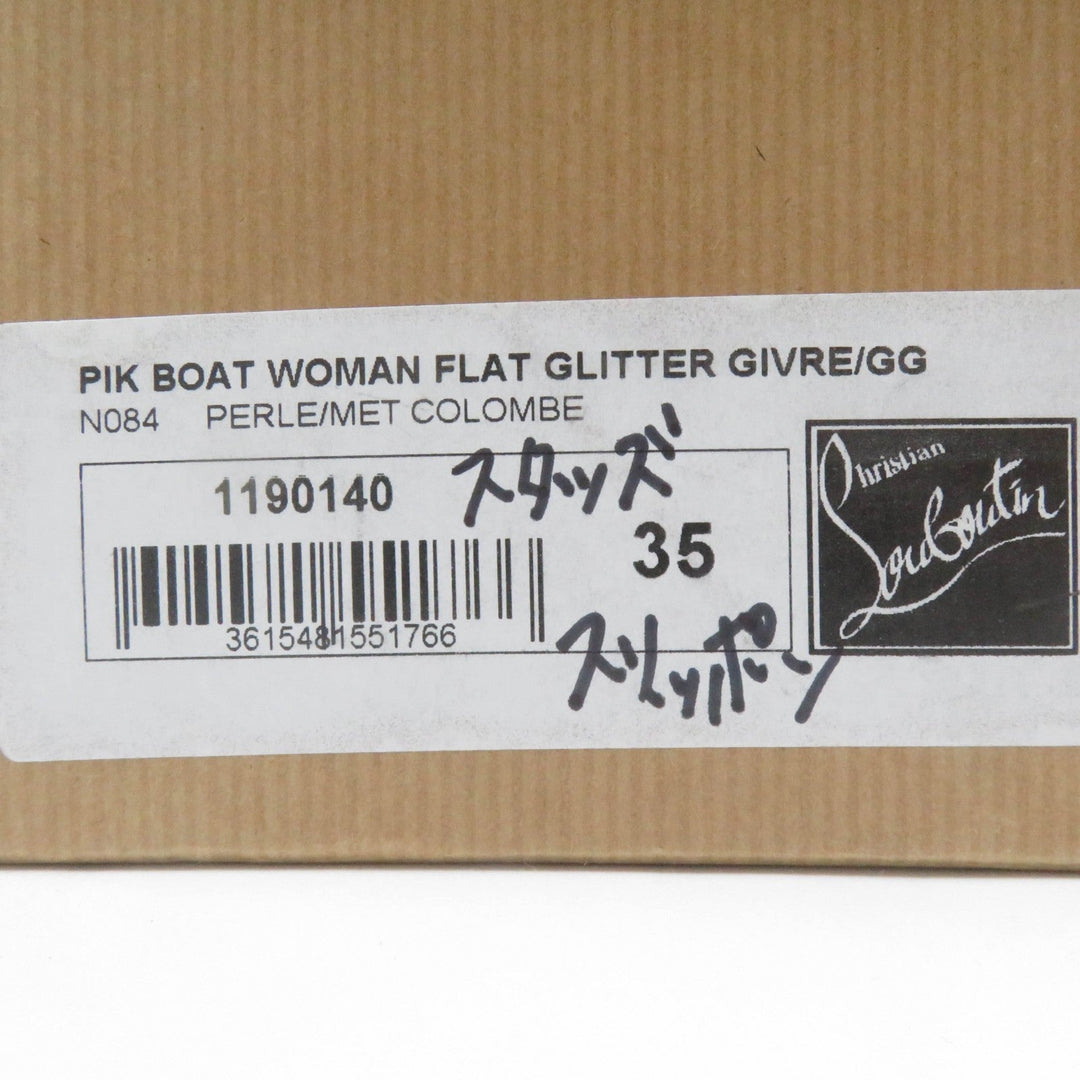 PIK BOAT WOMAN FLAT GLITTER GIVRE/GG
N084 PERLE/MET COLOMBE
1190140
スタッズ
35
3615481551766
スリッポン
Christian
Louboutin